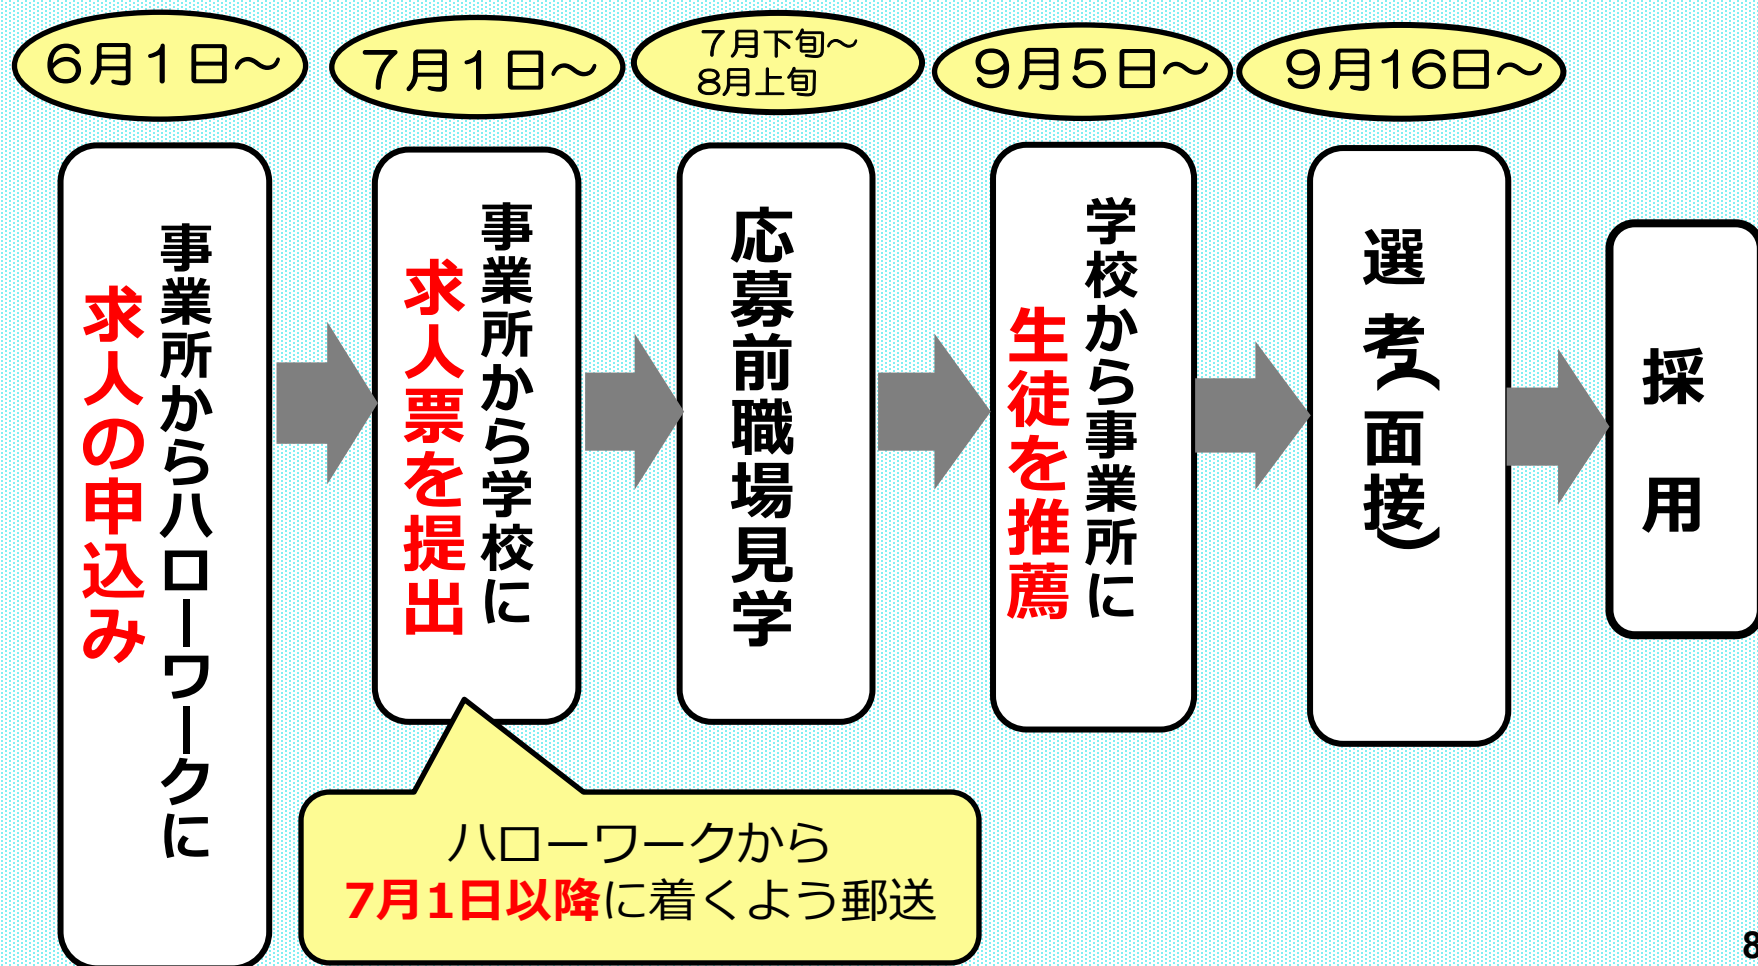 ６月１日～
７月１日～
７月下旬～
８月上旬
９月５日～
９月16日～
事業所からハローワークに
求人の申込み
事業所から学校に
求人票を提出
応募前職場見学
学校から事業所に
生徒を推薦
選考（面接）
採用
ハローワークから
7月1日以降に着くよう郵送
8